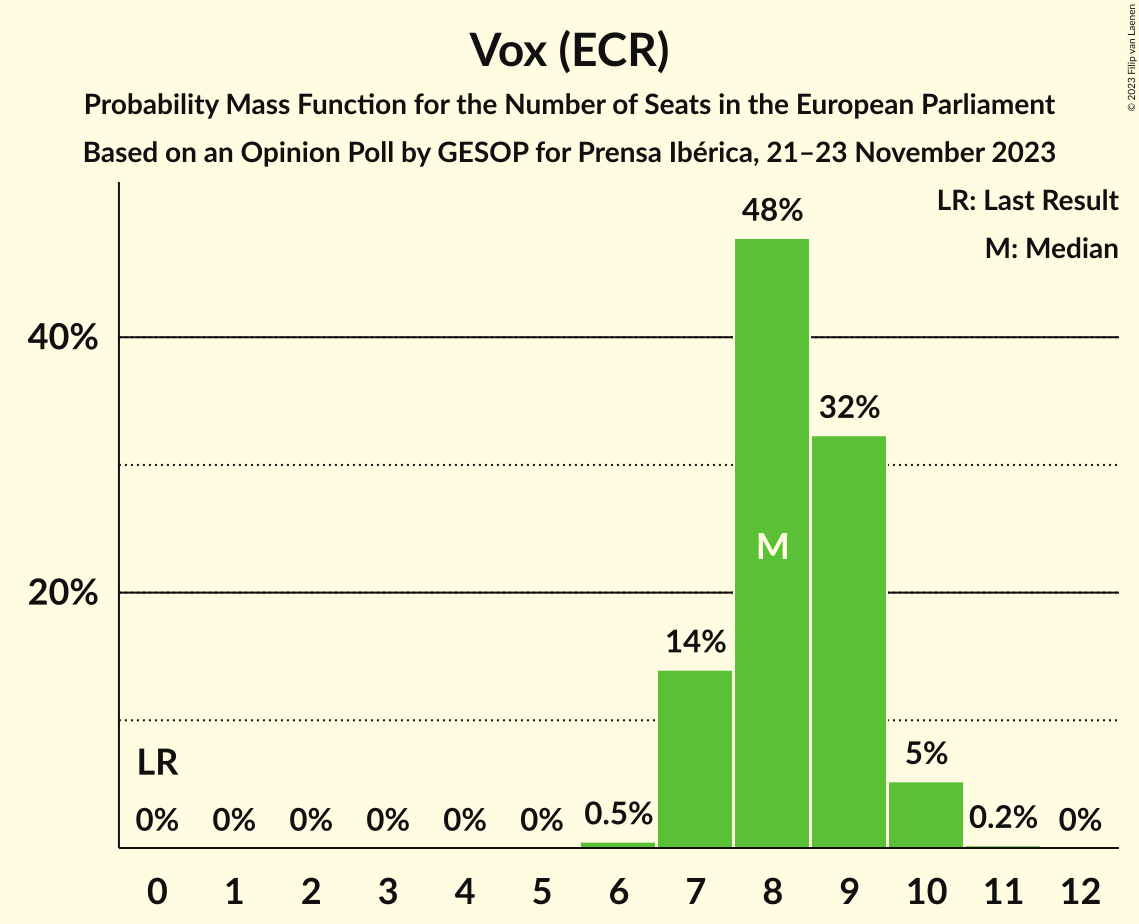 Vox (ECR)
Probability Mass Function for the Number of Seats in the European Parliament
Based on an Opinion Poll by GESOP for Prensa Ibérica, 21–23 November 2023
© 2023 Filip van Laenen
LR: Last Result
M: Median
48%
40%
32%
M
20%
14%
LR
5%
0% 0% 0% 0% 0% 0% 0.5% 0.2% 0%
0 1 2 3 4 5 6 7 8 9 10 11 12